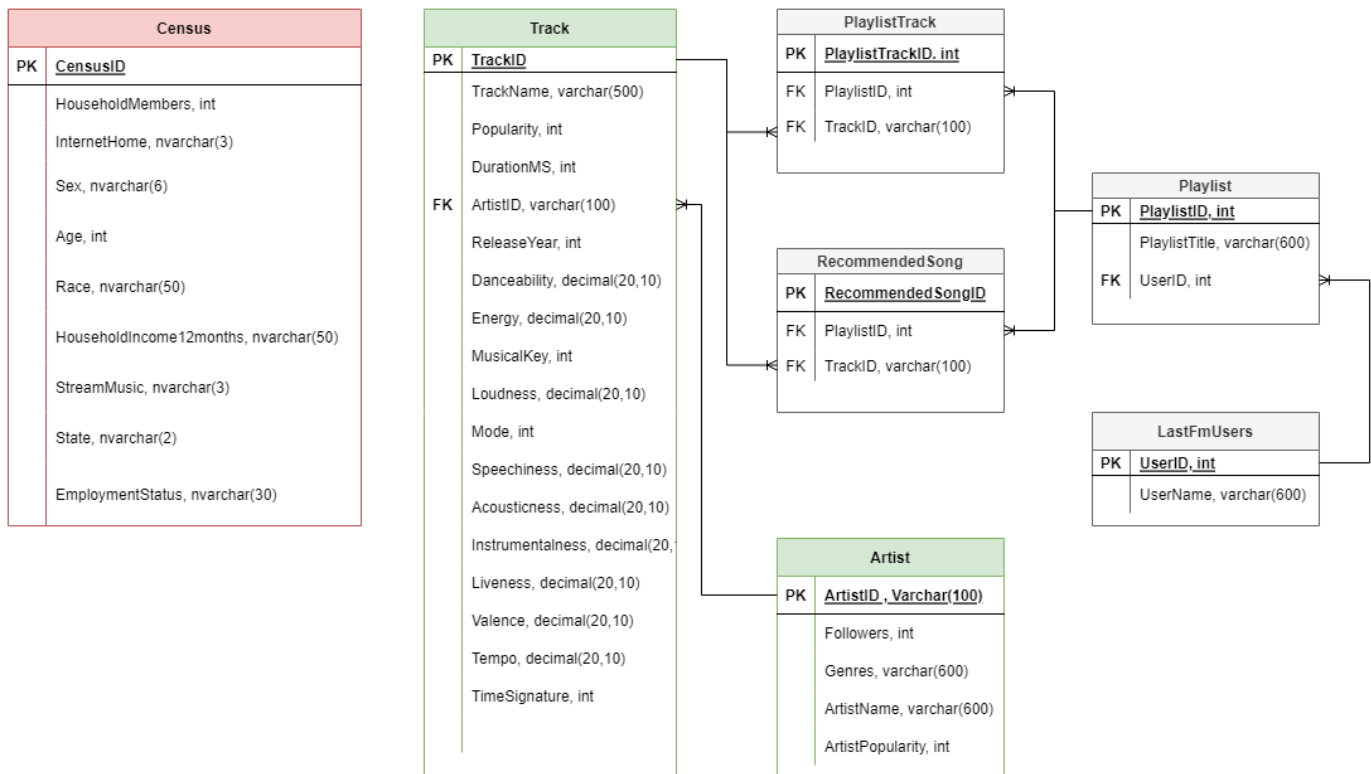 Census
PK CensusID
HouseholdMembers, int
InternetHome, nvarchar(3)
Sex, nvarchar(6)
Age, int
Race, nvarchar(50)
HouseholdIncome12months, nvarchar(50)
StreamMusic, nvarchar(3)
State, nvarchar(2)
EmploymentStatus, nvarchar(30)
Track
PK TrackID
TrackName, varchar(500)
Popularity, int
DurationMS, int
FK ArtistID, varchar(100)
ReleaseYear, int
Danceability, decimal(20,10)
Energy, decimal(20,10)
MusicalKey, int
Loudness, decimal(20,10)
Mode, int
Speechiness, decimal(20,10)
Acousticness, decimal(20,10)
Instrumentalness, decimal(20,
Liveness, decimal(20,10)
Valence, decimal(20,10)
Tempo, decimal(20,10)
TimeSignature, int
PlaylistTrack
PK PlaylistTrackID. int
FK PlaylistID, int
FK TrackID, varchar(100)
RecommendedSong
PK RecommendedSongID
FK PlaylistID, int
FK TrackID, varchar(100)
Artist
PK ArtistID , Varchar(100)
Followers, int
Genres, varchar(600)
ArtistName, varchar(600)
ArtistPopularity, int
Playlist
PK PlaylistID, int
PlaylistTitle, varchar(600)
FK UserID, int
LastFmUsers
PK UserID, int
UserName, varchar(600)